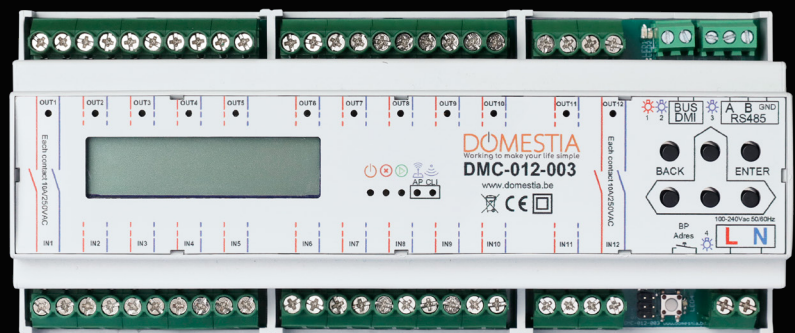 OUT1 OUT2 OUT3 OUT4 OUT5 OUT6 OUT7 OUT8 OUT9 OUT10 OUT11 OUT12
1 2 BUS DMI 3 A B GND RS485
Each contact 10A/250VAC
DOMESTIA
Working to make your life simple
DMC-012-003
www.domestia.be
CE
AP CLI
Each contact 10A/250VAC
BACK ENTER
100-240Vac 50/60Hz
BP
Adres 4 L N
IN1 IN2 IN3 IN4 IN5 IN6 IN7 IN8 IN9 IN10 IN11 IN12